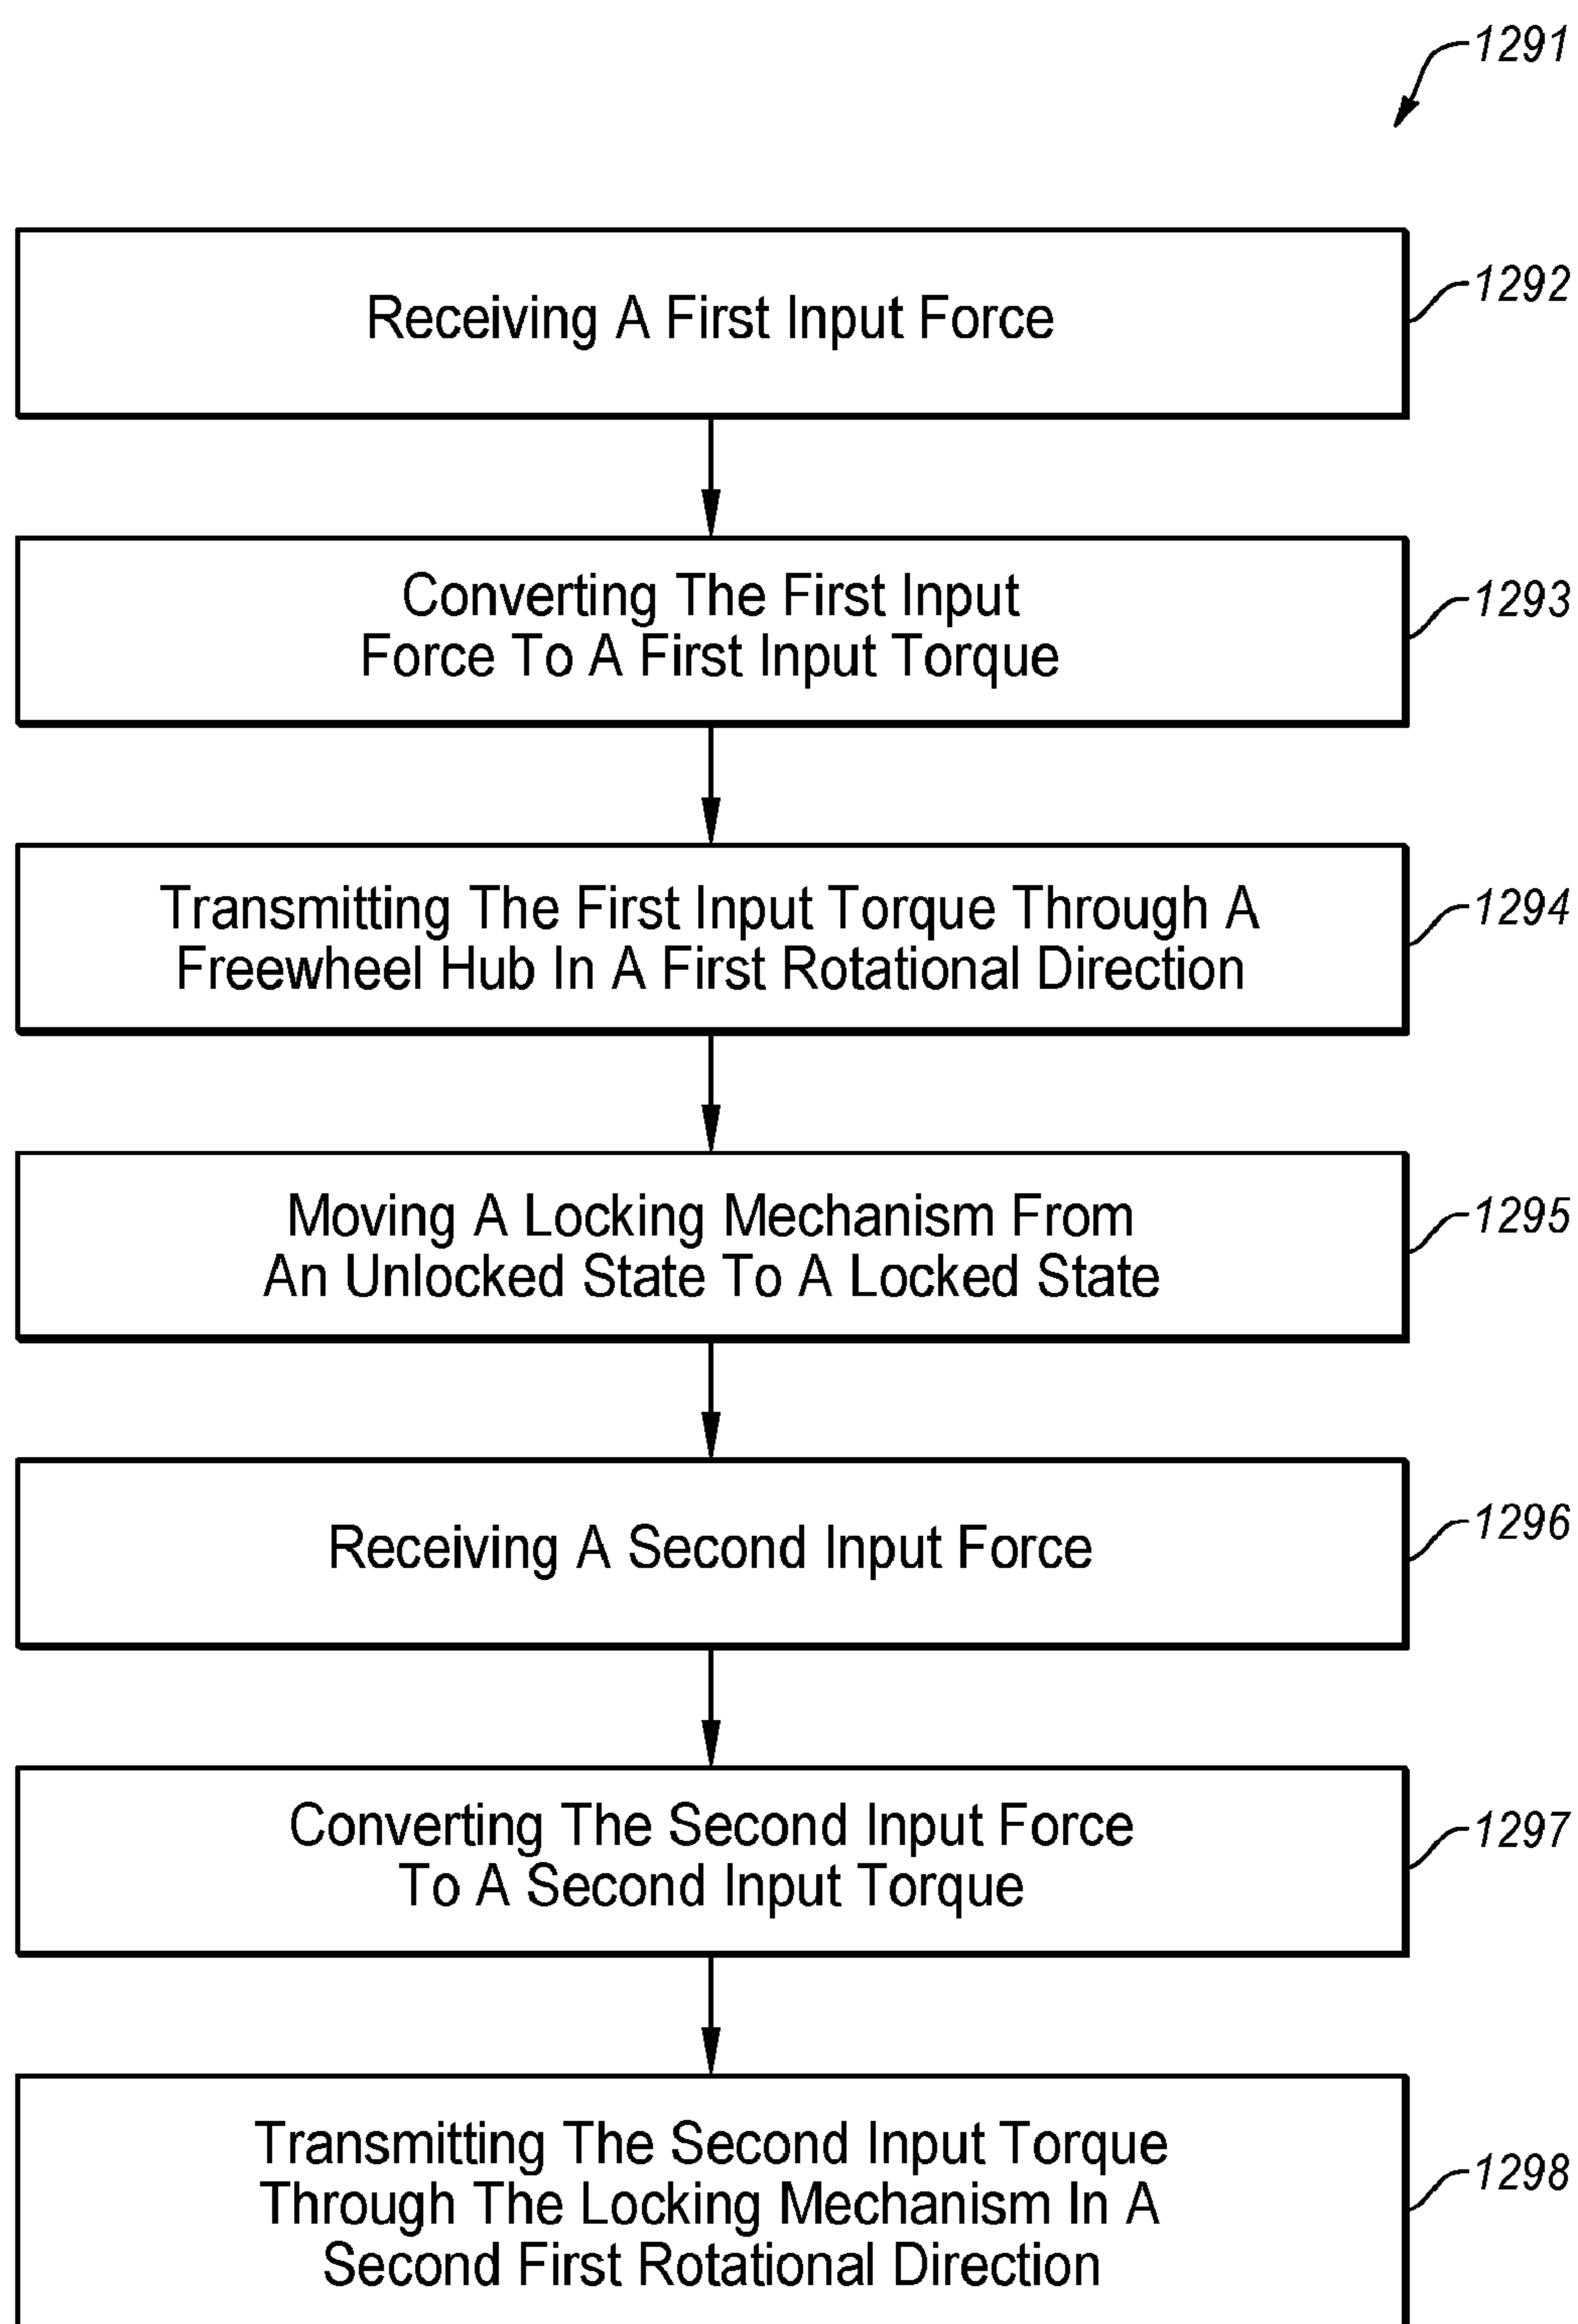 1291
Receiving A First Input Force
1292
Converting The First Input
Force To A First Input Torque
1293
Transmitting The First Input Torque Through A
Freewheel Hub In A First Rotational Direction
1294
Moving A Locking Mechanism From
An Unlocked State To A Locked State
1295
Receiving A Second Input Force
1296
Converting The Second Input Force
To A Second Input Torque
1297
Transmitting The Second Input Torque
Through The Locking Mechanism In A
Second First Rotational Direction
1298